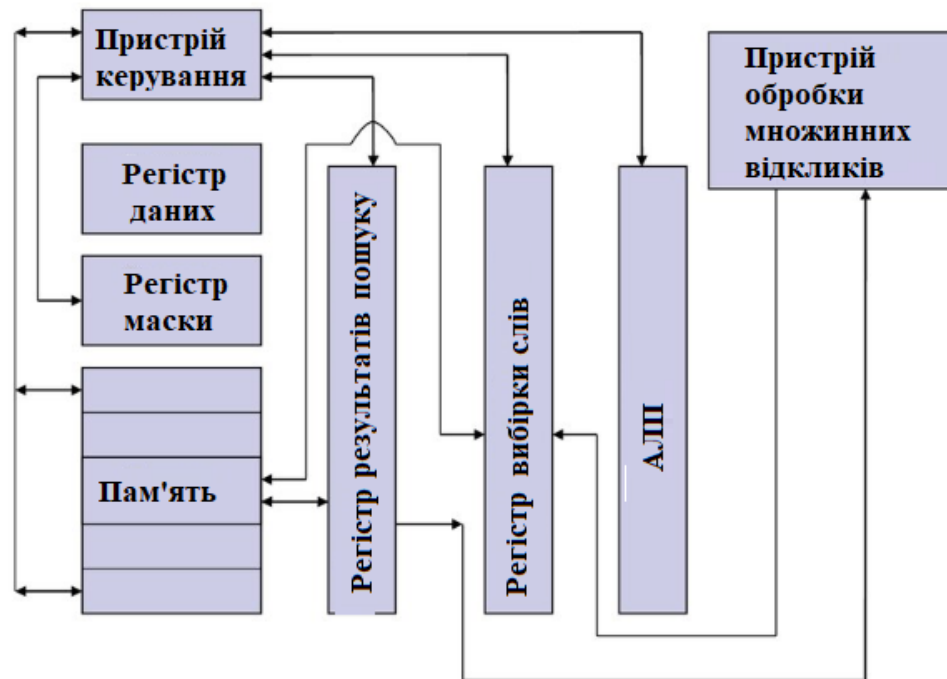 Пристрій
керування
Пристрій
обробки
множинних
відкликів
Регістр
даних
Регістр
маски
Пам'ять
Регістр результатів пошуку
Регістр вибірки слів
АЛП